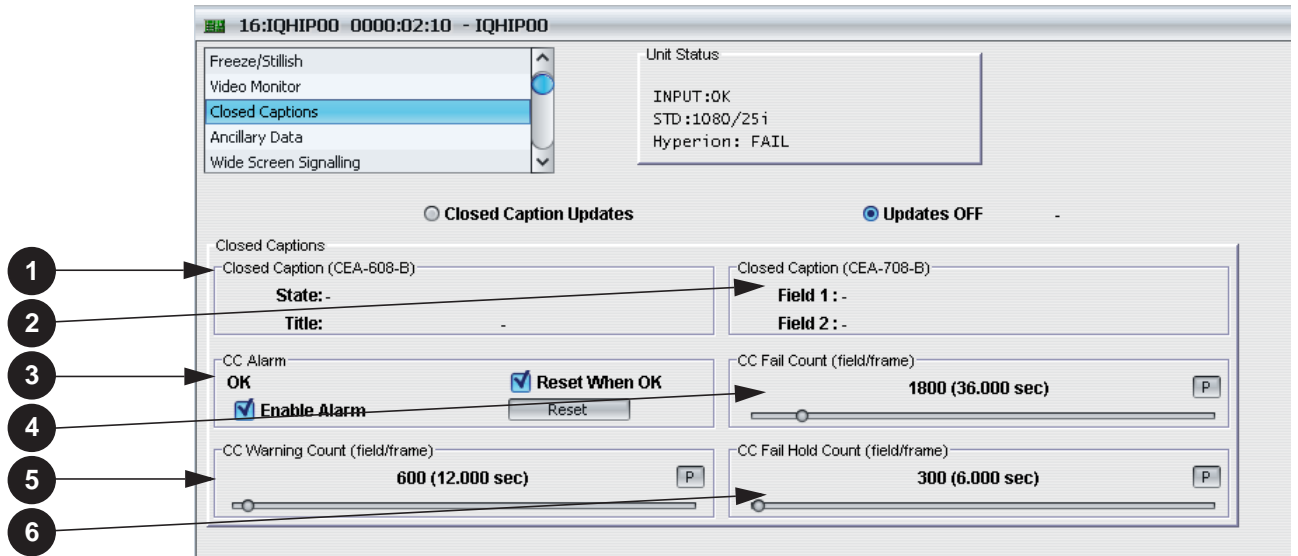 16:IQHIP00 0000:02:10 - IQHIP00
Freeze/Stillish
Video Monitor
Closed Captions
Ancillary Data
Wide Screen Signalling
Unit Status
INPUT:OK
STD:1080/25i
Hyperion: FAIL
Closed Caption Updates
Updates OFF -
Closed Captions
1
Closed Caption (CEA-608-B)
State: -
Title: -
2
Closed Caption (CEA-708-B)
Field 1 : -
Field 2 : -
3
CC Alarm
OK
Reset When OK
Enable Alarm
Reset
4
CC Fail Count (field/frame)
1800 (36.000 sec)
P
5
CC Warning Count (field/frame)
600 (12.000 sec)
P
6
CC Fail Hold Count (field/frame)
300 (6.000 sec)
P